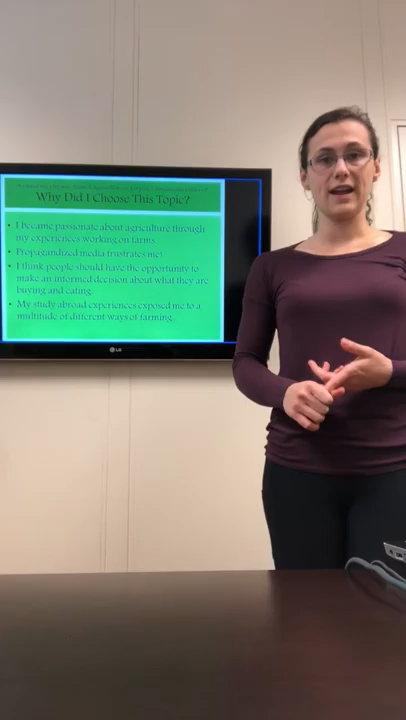 Why Did I Choose This Topic?
• I became passionate about agriculture through
my experiences working on farms.
• Propagandized media frustrates me!
• I think people should have the opportunity to
make an informed decision about what they are
buying and eating.
• My study abroad experiences exposed me to a
multitude of different ways of farming.
LG